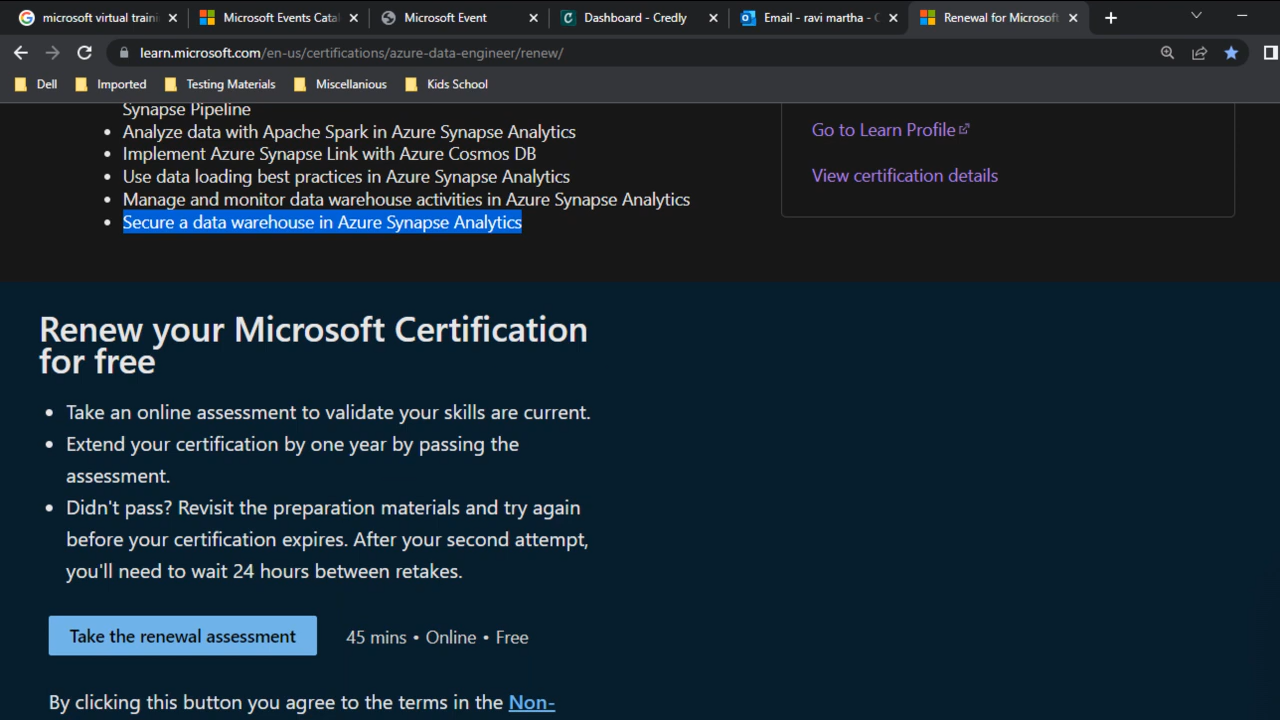 microsoft virtual traini
Microsoft Events Cata
Microsoft Event
Dashboard - Credly
Email - ravi martha -
Renewal for Microsoft
learn.microsoft.com/en-us/certifications/azure-data-engineer/renew/
Dell
Imported
Testing Materials
Miscellanious
Kids School
Synapse Pipeline
• Analyze data with Apache Spark in Azure Synapse Analytics
• Implement Azure Synapse Link with Azure Cosmos DB
• Use data loading best practices in Azure Synapse Analytics
• Manage and monitor data warehouse activities in Azure Synapse Analytics
• Secure a data warehouse in Azure Synapse Analytics
Go to Learn Profile
View certification details
Renew your Microsoft Certification
for free
• Take an online assessment to validate your skills are current.
• Extend your certification by one year by passing the
assessment.
• Didn't pass? Revisit the preparation materials and try again
before your certification expires. After your second attempt,
you'll need to wait 24 hours between retakes.
Take the renewal assessment
45 mins • Online • Free
By clicking this button you agree to the terms in the Non-